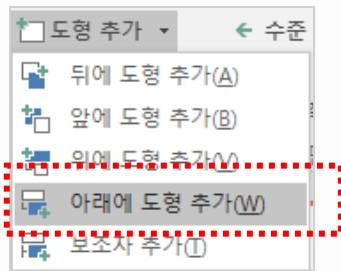 도형 추가 ▾ ← 수준
뒤에 도형 추가(A)
앞에 도형 추가(B)
위에 도형 추가(V)
아래에 도형 추가(W)
보조자 추가(T)